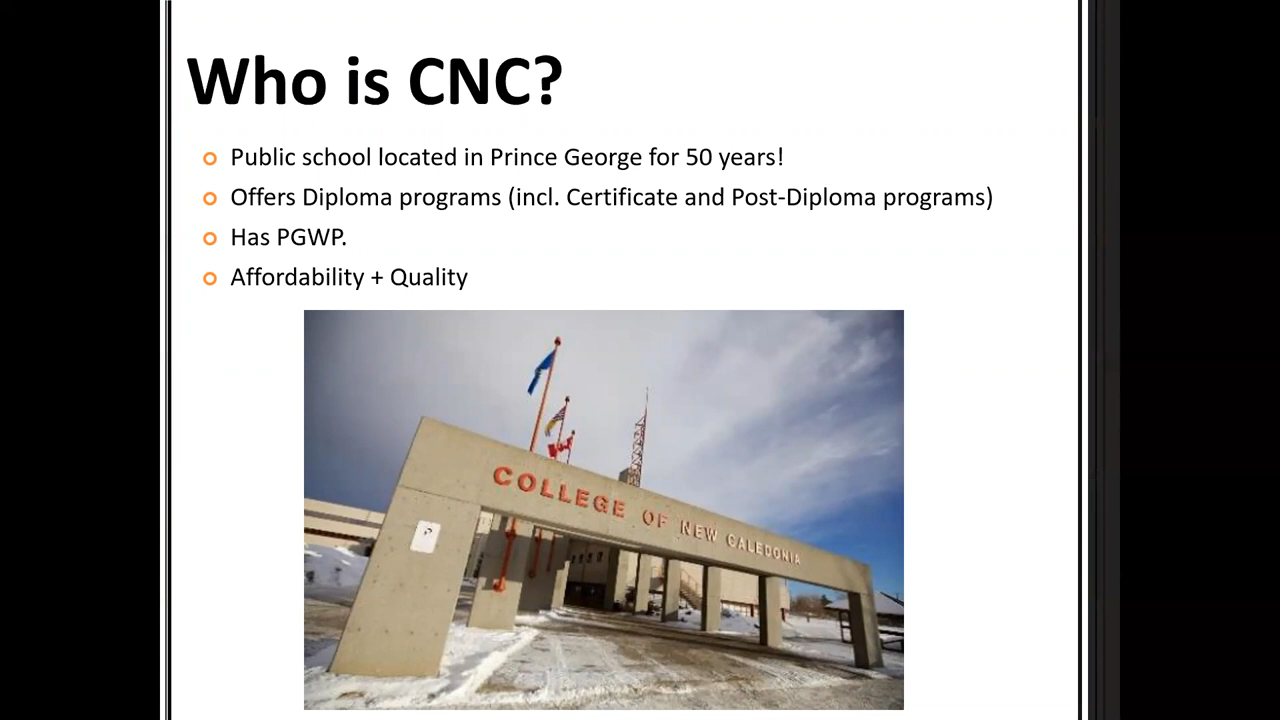 Who is CNC?
Public school located in Prince George for 50 years!
Offers Diploma programs (incl. Certificate and Post-Diploma programs)
Has PGWP.
Affordability + Quality
COLLEGE OF NEW CALEDONIA